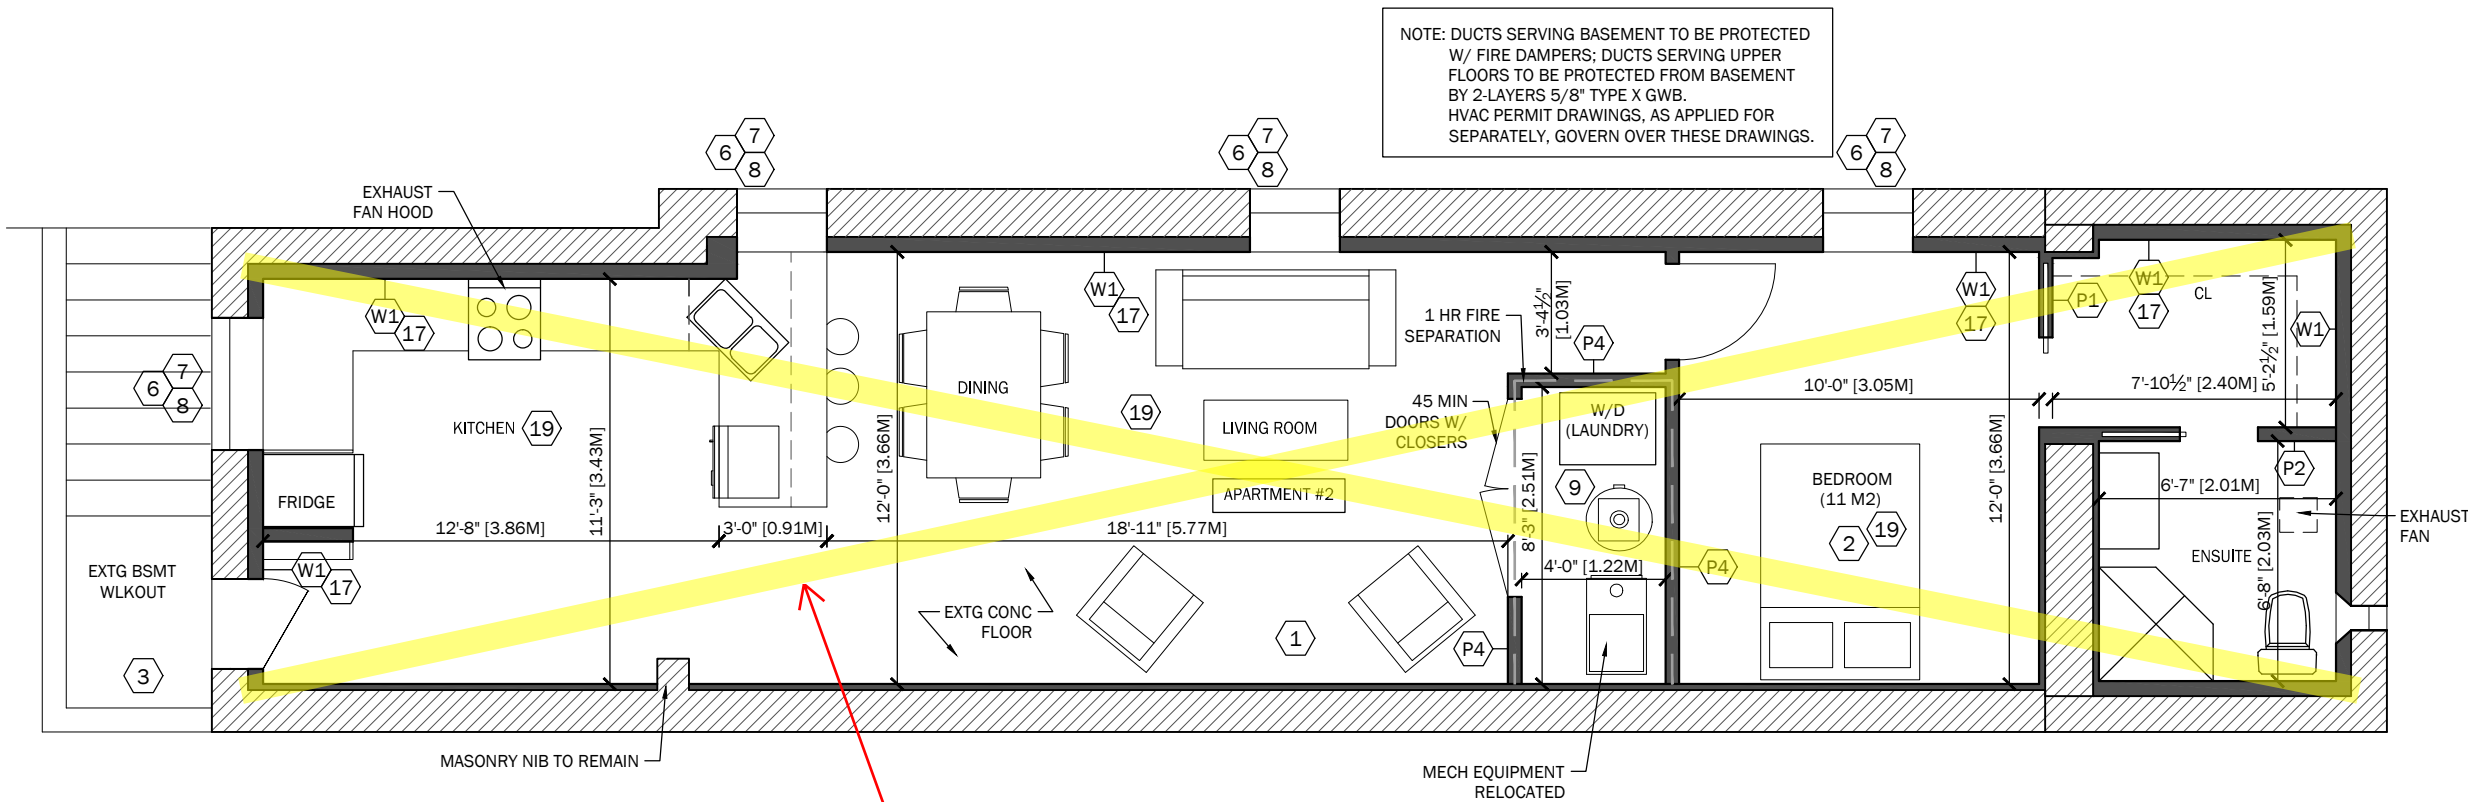 NOTE: DUCTS SERVING BASEMENT TO BE PROTECTED
W/ FIRE DAMPERS; DUCTS SERVING UPPER
FLOORS TO BE PROTECTED FROM BASEMENT
BY 2-LAYERS 5/8" TYPE X GWB.
HVAC PERMIT DRAWINGS, AS APPLIED FOR
SEPARATELY, GOVERN OVER THESE DRAWINGS.
7
6
8
7
6
8
7
6
8
EXHAUST
FAN HOOD
W1
17
W1
17
1 HR FIRE
SEPARATION
3'-4½"
[1.03M]
P4
W1
17
P1
W1
17
CL
5'-2½" [1.59M]
W1
7
6
8
KITCHEN
19
DINING
19
LIVING ROOM
APARTMENT #2
45 MIN
DOORS W/
CLOSERS
W/D
(LAUNDRY)
9
10'-0" [3.05M]
7'-10½" [2.40M]
FRIDGE
12'-8" [3.86M]
11'-3" [3.43M]
3'-0" [0.91M]
12'-0" [3.66M]
18'-11" [5.77M]
8'-3" [2.51M]
4'-0" [1.22M]
BEDROOM
(11 M2)
2
19
12'-0" [3.66M]
P2
6'-7" [2.01M]
EXHAUST
FAN
ENSUITE
6'-8" [2.03M]
EXTG BSMT
WLKOUT
W1
17
P4
EXTG CONC
FLOOR
1
P4
3
MASONRY NIB TO REMAIN
MECH EQUIPMENT
RELOCATED